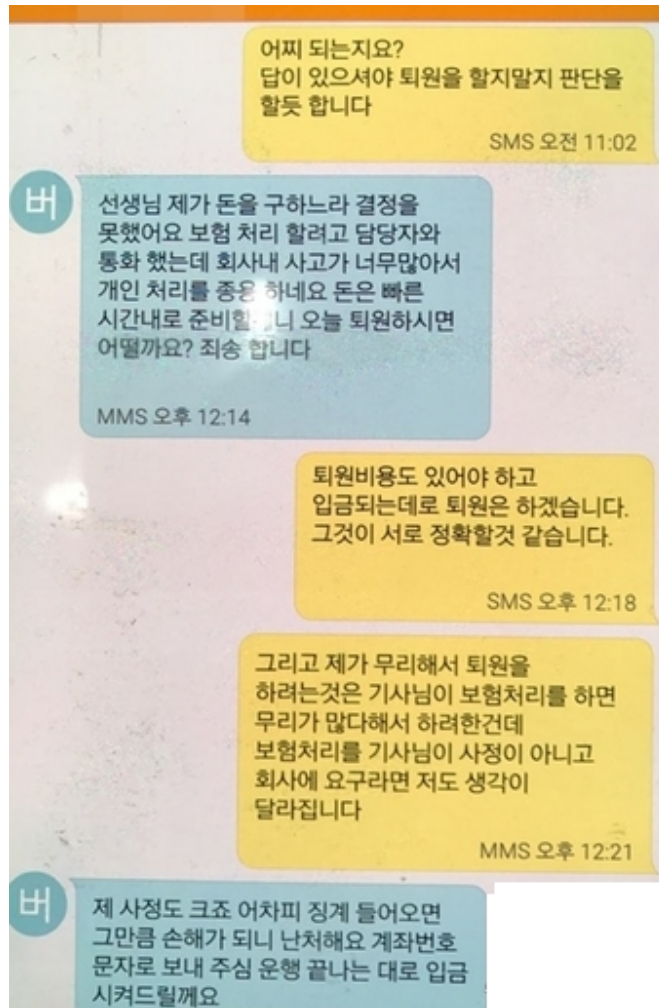 어찌 되는지요?
답이 있으셔야 퇴원을 할지말지 판단을
할듯 합니다
SMS 오전 11:02
버
선생님 제가 돈을 구하느라 결정을
못했어요 보험 처리 할려고 담당자와
통화 했는데 회사내 사고가 너무많아서
개인 처리를 종용 하네요 돈은 빠른
시간내로 오늘 퇴원하시면
어떨까요? 죄송 합니다
MMS 오후 12:14
퇴원비용도 있어야 하고
입금되는데로 퇴원은 하겠습니다.
그것이 서로 정확할것 같습니다.
SMS 오후 12:18
그리고 제가 무리해서 퇴원을
하려는것은 기사님이 보험처리를 하면
무리가 많다해서 하려한건데
보험처리를 기사님이 사정이 아니고
회사에 요구라면 저도 생각이
달라집니다
MMS 오후 12:21
버
제 사정도 크죠 어차피 징계 들어오면
그만큼 손해가 되니 난처해요 계좌번호
문자로 보내 주심 운행 끝나는 대로 입금
시켜드릴께요